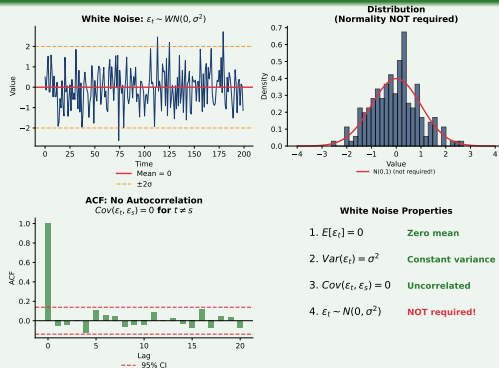 White Noise: εₜ ~ WN(0, σ²)
Value
2
1
0
−1
−2
0 25 50 75 100 125 150 175 200
Time
Mean = 0
±2σ
Distribution
(Normality NOT required)
Density
0.7
0.6
0.5
0.4
0.3
0.2
0.1
0.0
−4 −3 −2 −1 0 1 2 3 4
Value
N(0,1) (not required!)
ACF: No Autocorrelation
Cov(εₜ, εₛ) = 0 for t ≠ s
ACF
1.0
0.8
0.6
0.4
0.2
0.0
0 5 10 15 20
Lag
95% CI
White Noise Properties
1. E[εₜ] = 0 Zero mean
2. Var(εₜ) = σ² Constant variance
3. Cov(εₜ, εₛ) = 0 Uncorrelated
4. εₜ ~ N(0, σ²) NOT required!